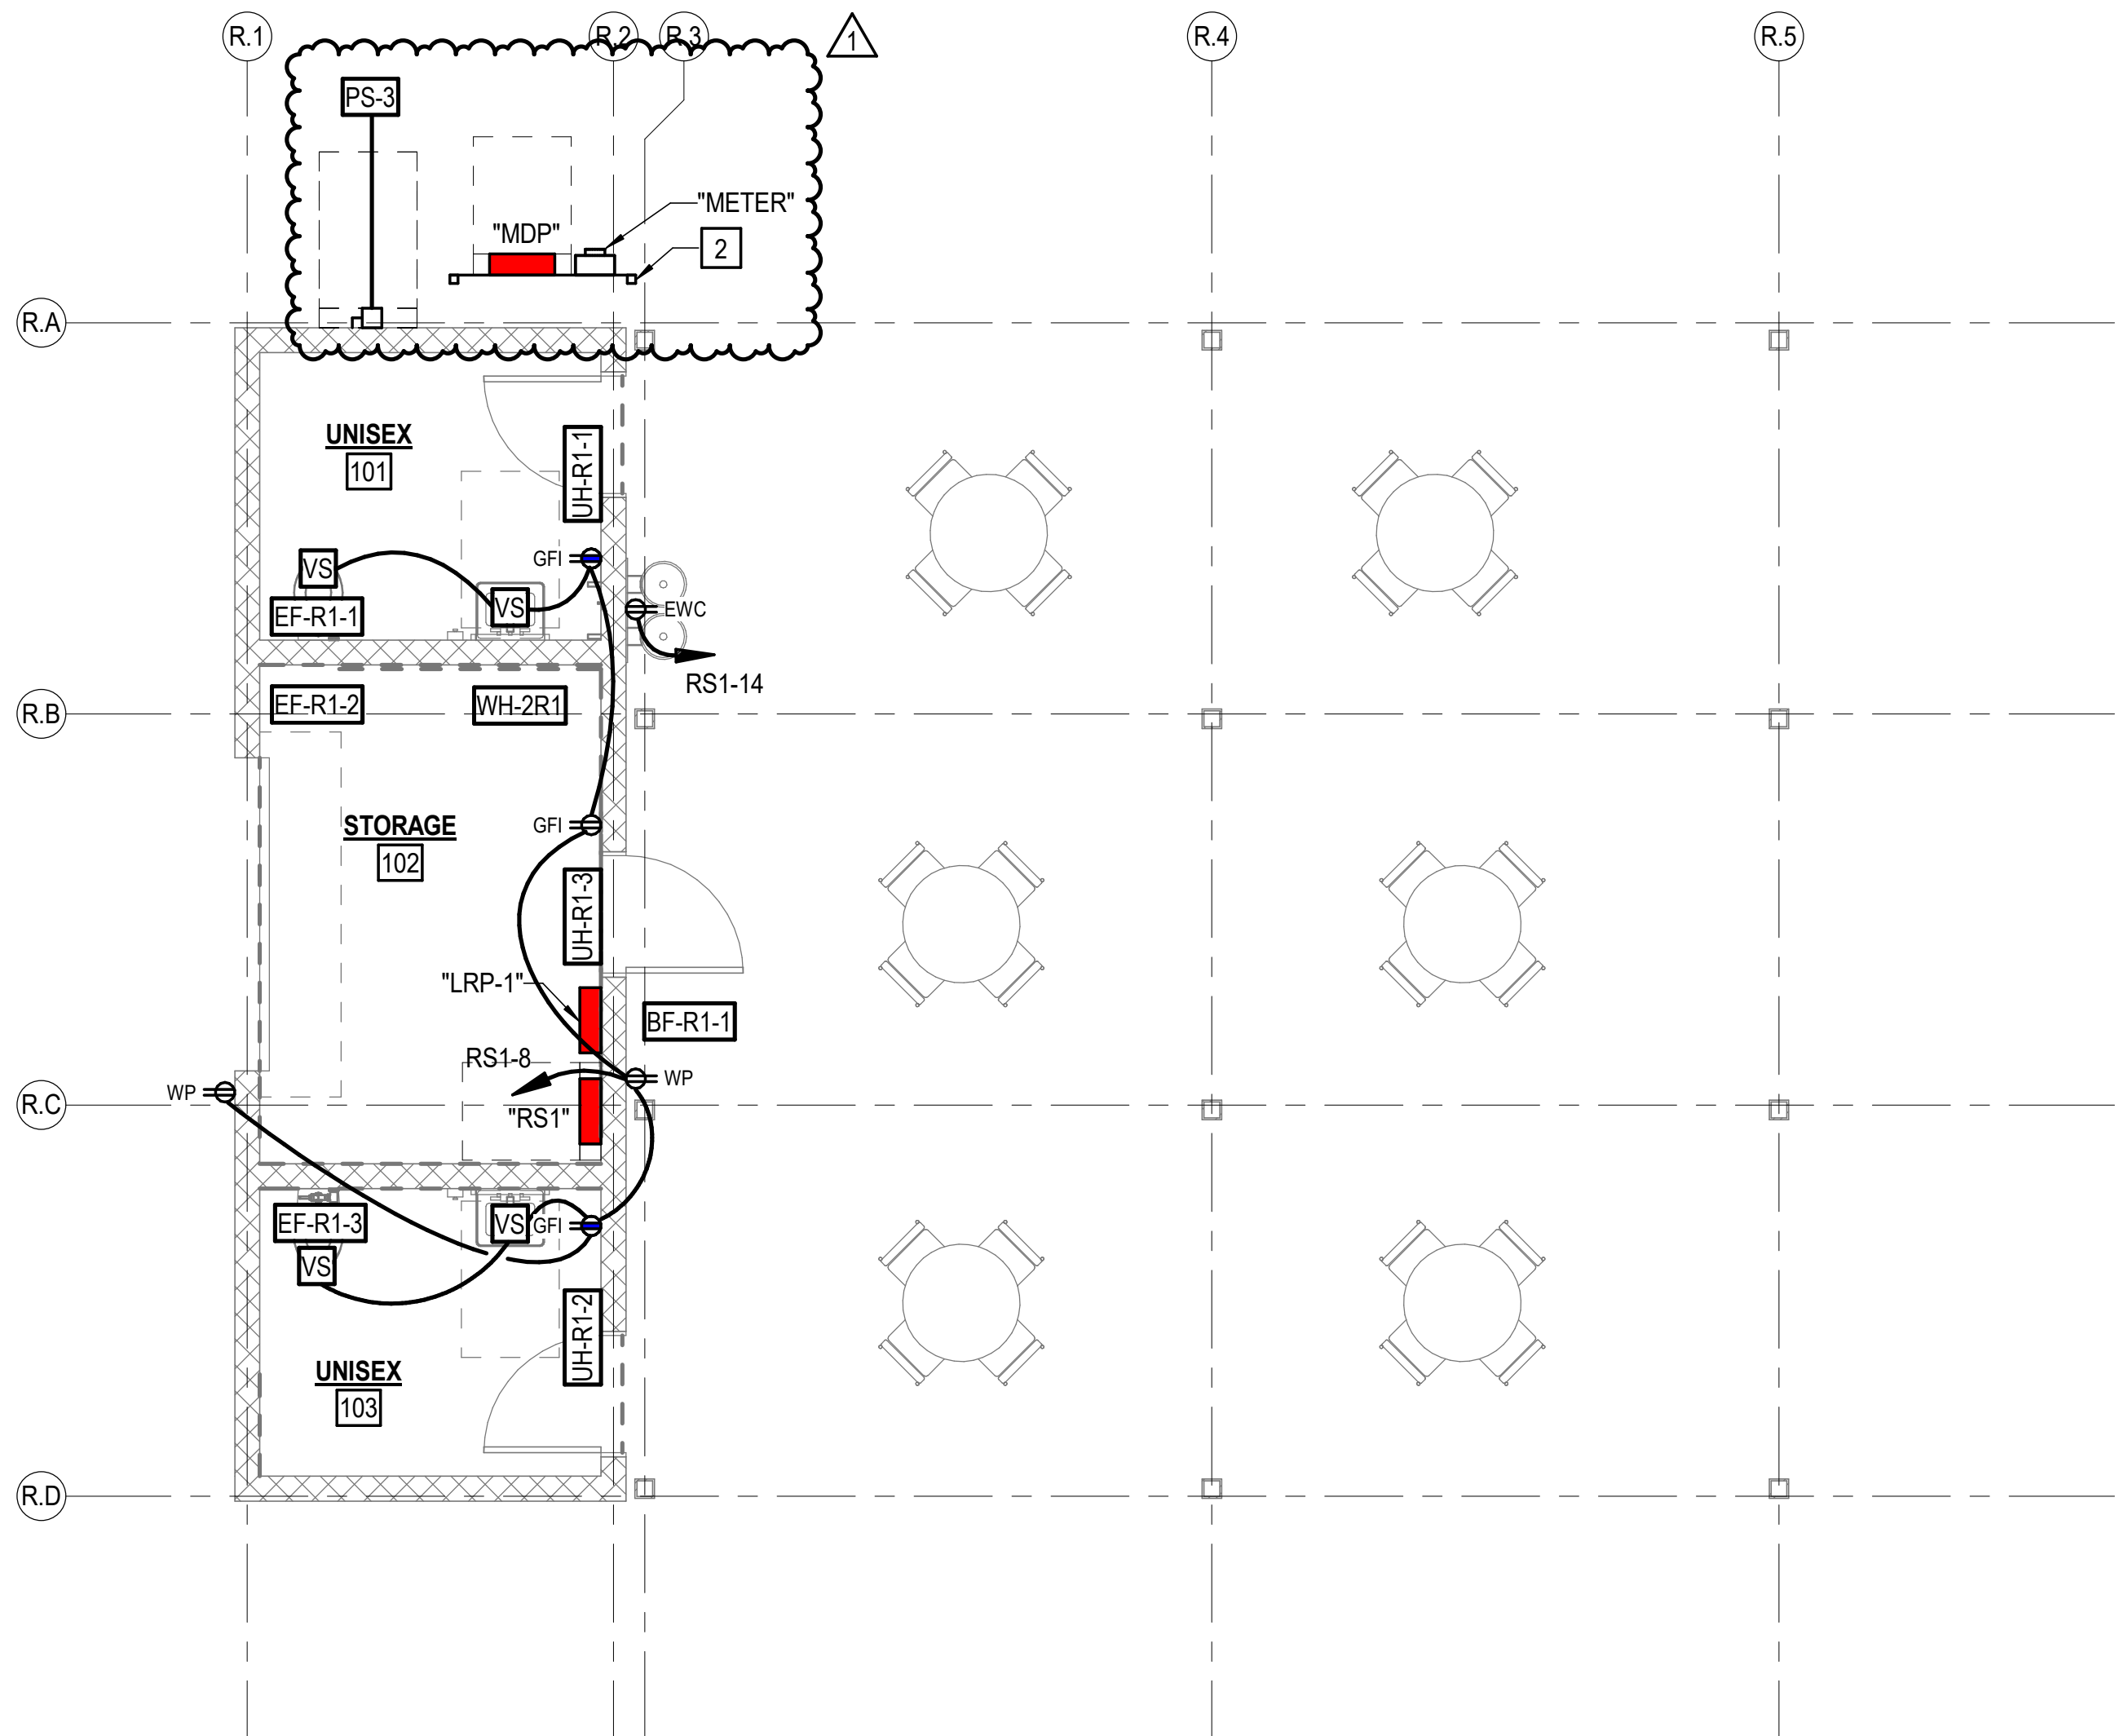 R.1
R.2
R.3
1
R.4
R.5
PS-3
"METER"
"MDP"
2
R.A
UNISEX
101
UH-R1-1
GFI
VS
EF-R1-1
VS
EWC
RS1-14
EF-R1-2
WH-2R1
R.B
STORAGE
102
GFI
UH-R1-3
"LRP-1"
BF-R1-1
RS1-8
WP
WP
R.C
"RS1"
EF-R1-3
VS
GFI
VS
UH-R1-2
UNISEX
103
R.D